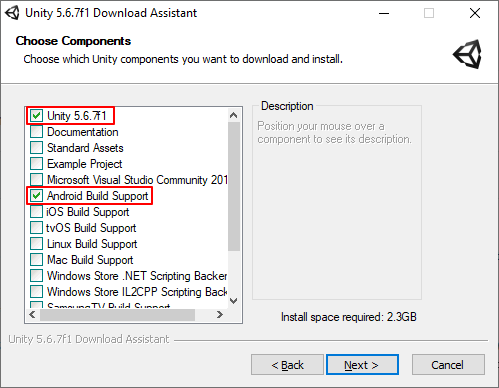 Unity 5.6.7f1 Download Assistant
Choose Components
Choose which Unity components you want to download and install.
Unity 5.6.7f1
Documentation
Standard Assets
Example Project
Microsoft Visual Studio Community 201
Android Build Support
iOS Build Support
tvOS Build Support
Linux Build Support
Mac Build Support
Windows Store .NET Scripting Backer
Windows Store IL2CPP Scripting Back
SamsungTV Build Support
Description
Position your mouse over a
component to see its description.
Install space required: 2.3GB
Unity 5.6.7f1 Download Assistant
< Back
Next >
Cancel